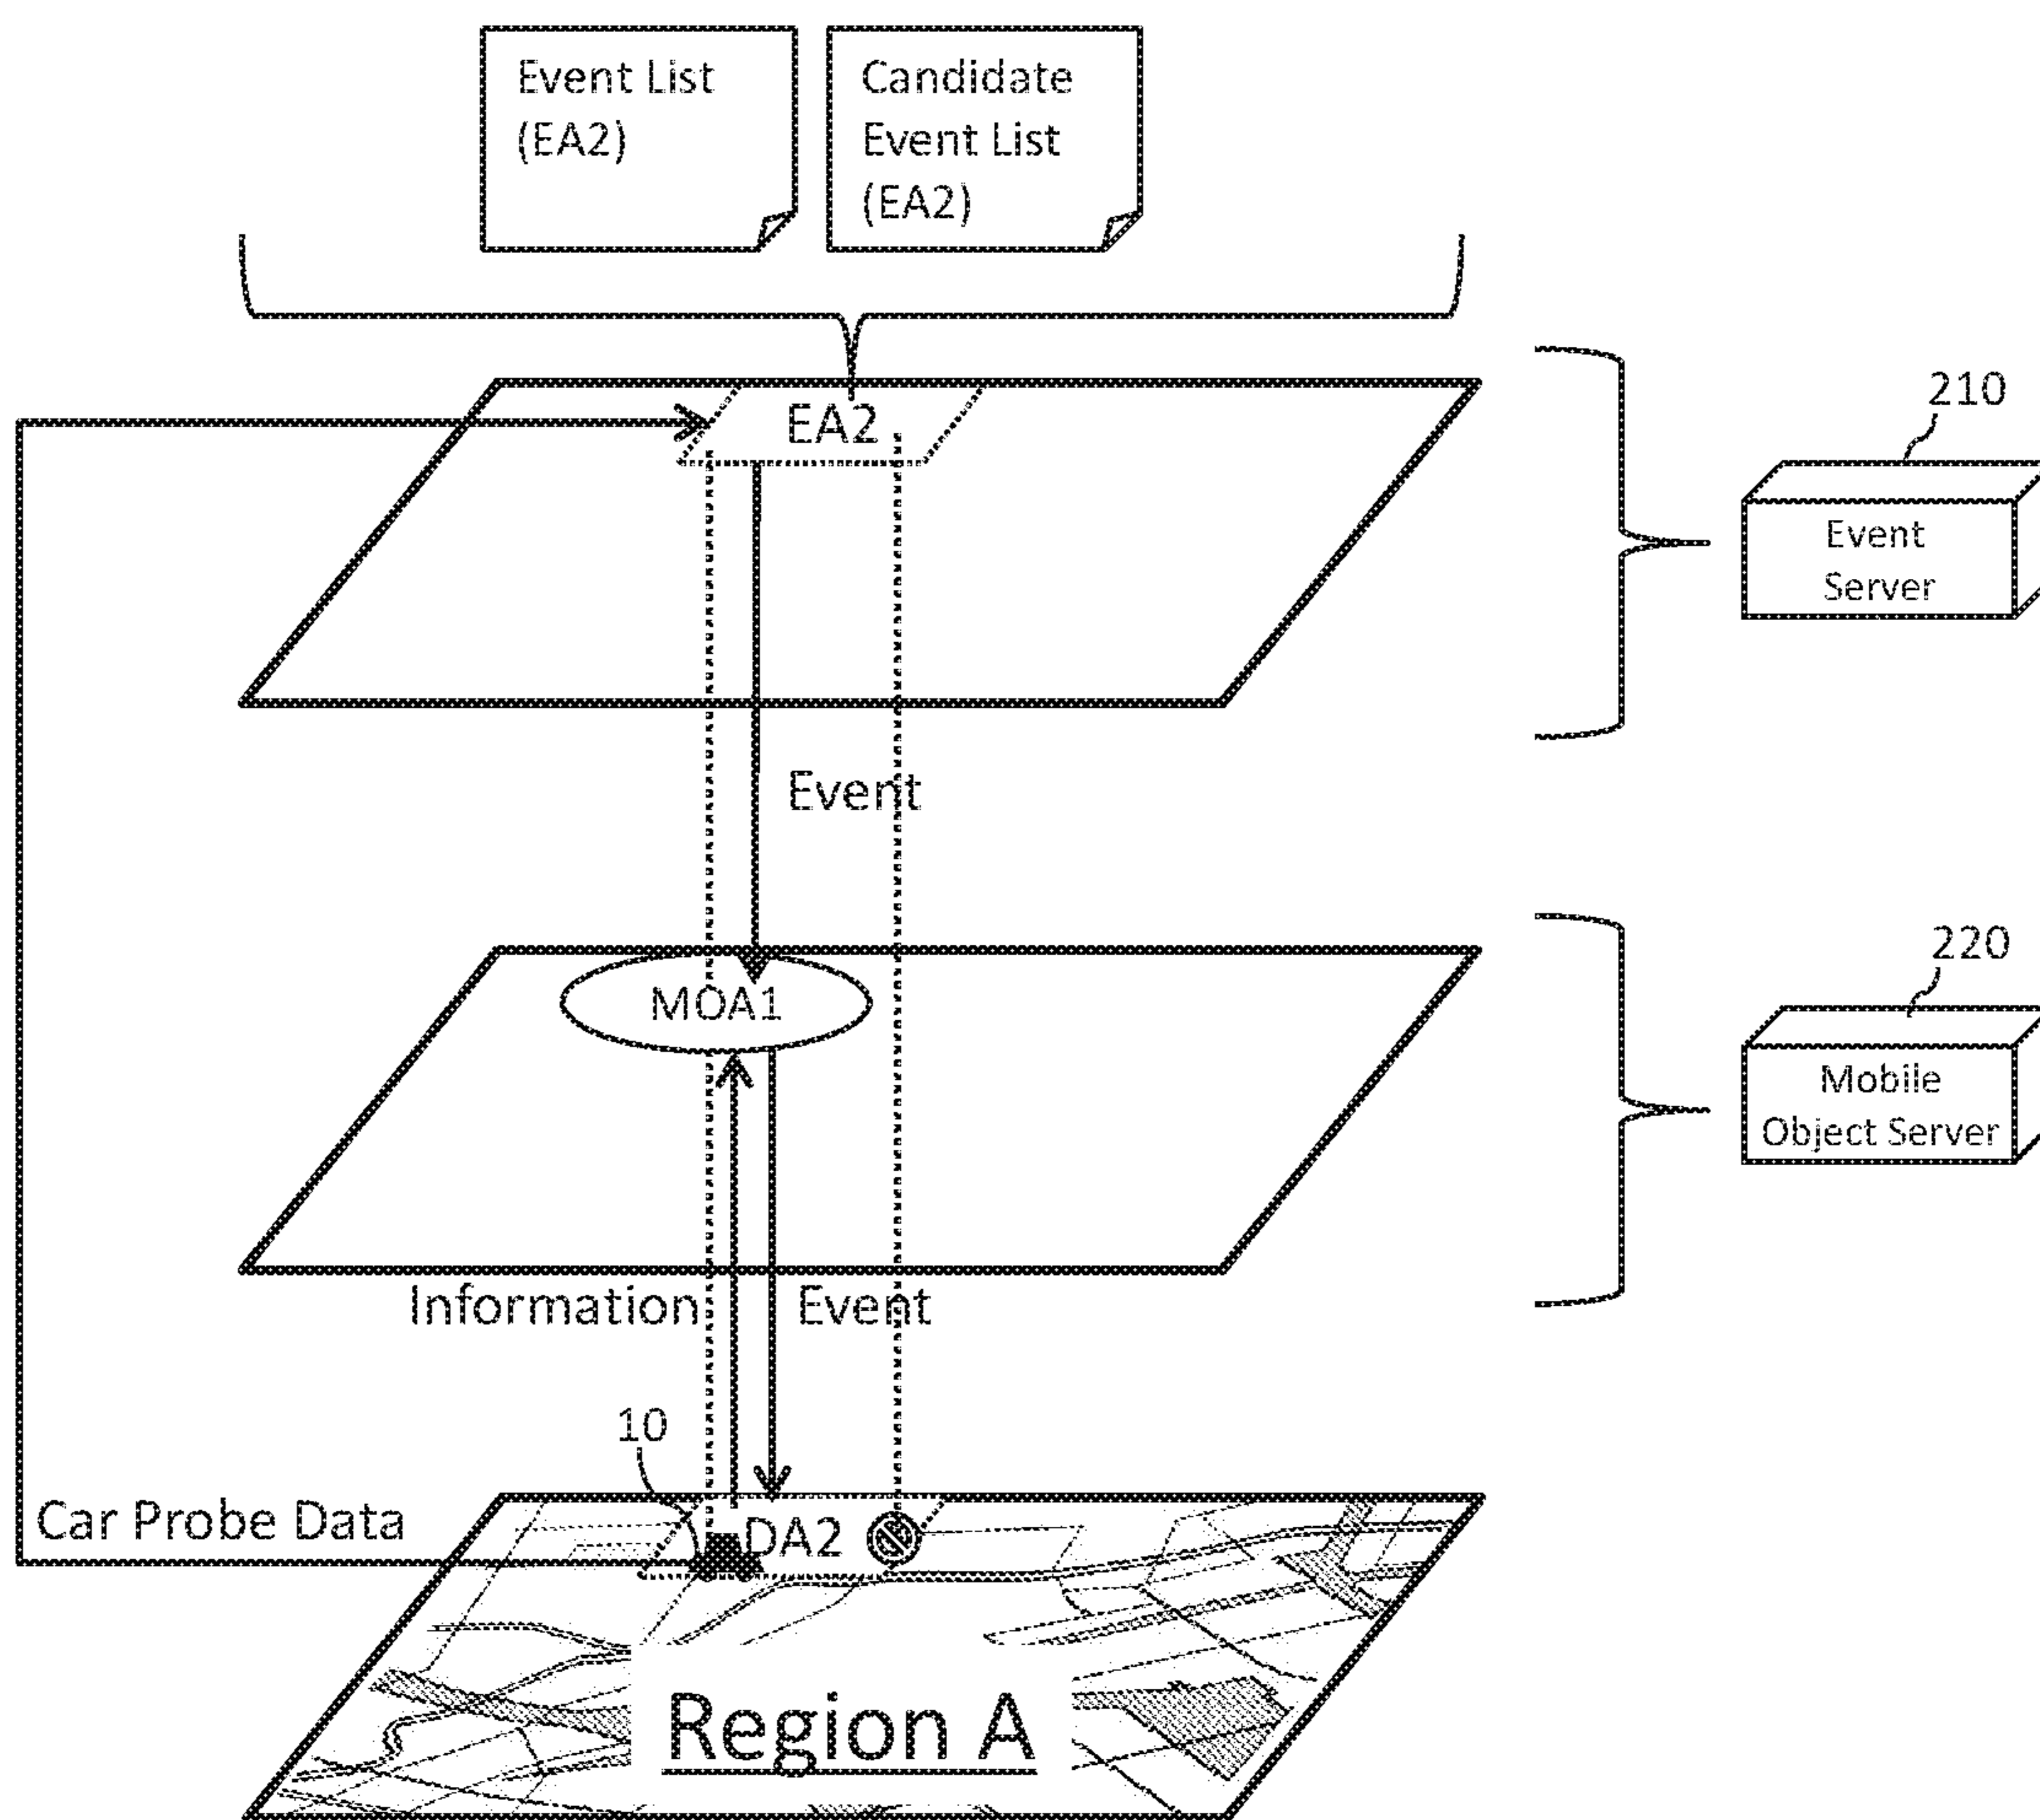 Event List
(EA2)
Candidate
Event List
(EA2)
EA2
210
Event
Server
Event
220
MOA1
Mobile
Object Server
Information
Event
10
Car Probe Data
DA2
Region A